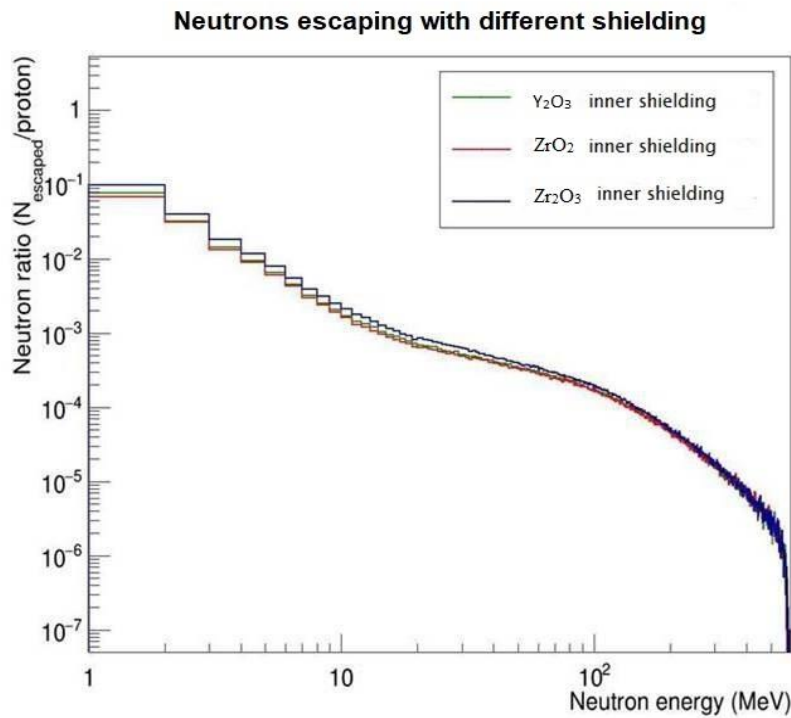 Neutrons escaping with different shielding
Neutron ratio (N_escaped/proton)
1
10⁻¹
10⁻²
10⁻³
10⁻⁴
10⁻⁵
10⁻⁶
10⁻⁷
Y₂O₃ inner shielding
ZrO₂ inner shielding
Zr₂O₃ inner shielding
1 10 10²
Neutron energy (MeV)